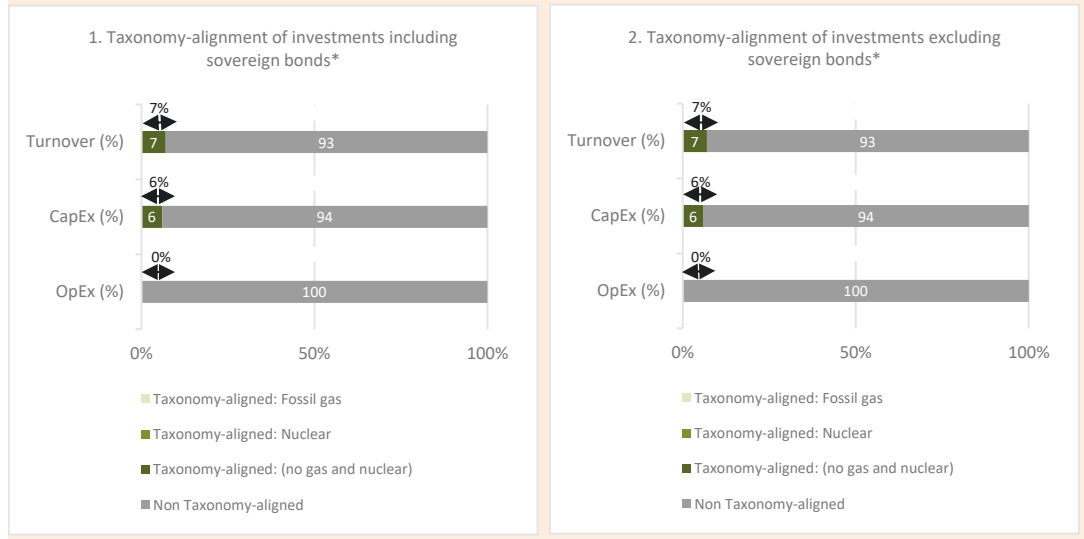 1. Taxonomy-alignment of investments including
sovereign bonds*
7%
Turnover (%)
7
93
6%
CapEx (%)
6
94
0%
OpEx (%)
100
0%
50%
100%
Taxonomy-aligned: Fossil gas
Taxonomy-aligned: Nuclear
Taxonomy-aligned: (no gas and nuclear)
Non Taxonomy-aligned
2. Taxonomy-alignment of investments excluding
sovereign bonds*
7%
Turnover (%)
7
93
6%
CapEx (%)
6
94
0%
OpEx (%)
100
0%
50%
100%
Taxonomy-aligned: Fossil gas
Taxonomy-aligned: Nuclear
Taxonomy-aligned: (no gas and nuclear)
Non Taxonomy-aligned